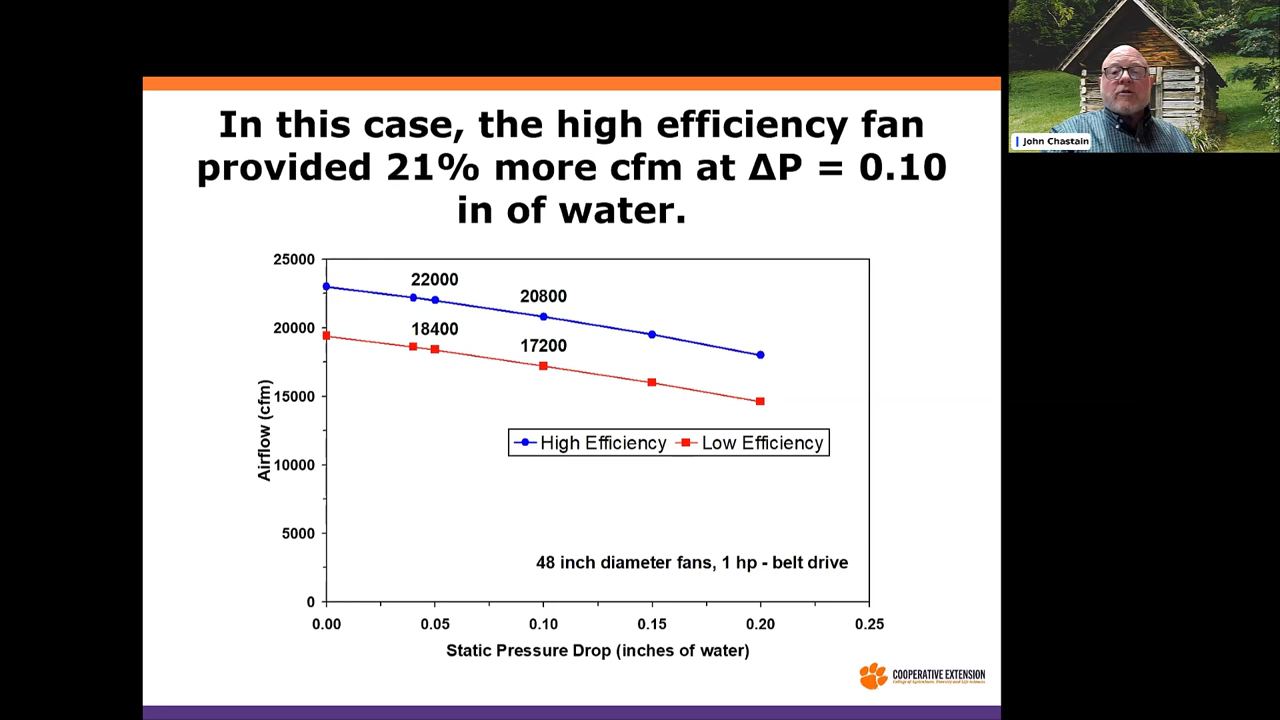 In this case, the high efficiency fan
provided 21% more cfm at ΔP = 0.10
in of water.
John Chastain
25000
20000
15000
10000
5000
0
Airflow (cfm)
22000
20800
18400
17200
High Efficiency Low Efficiency
48 inch diameter fans, 1 hp - belt drive
0.00 0.05 0.10 0.15 0.20 0.25
Static Pressure Drop (inches of water)
COOPERATIVE EXTENSION